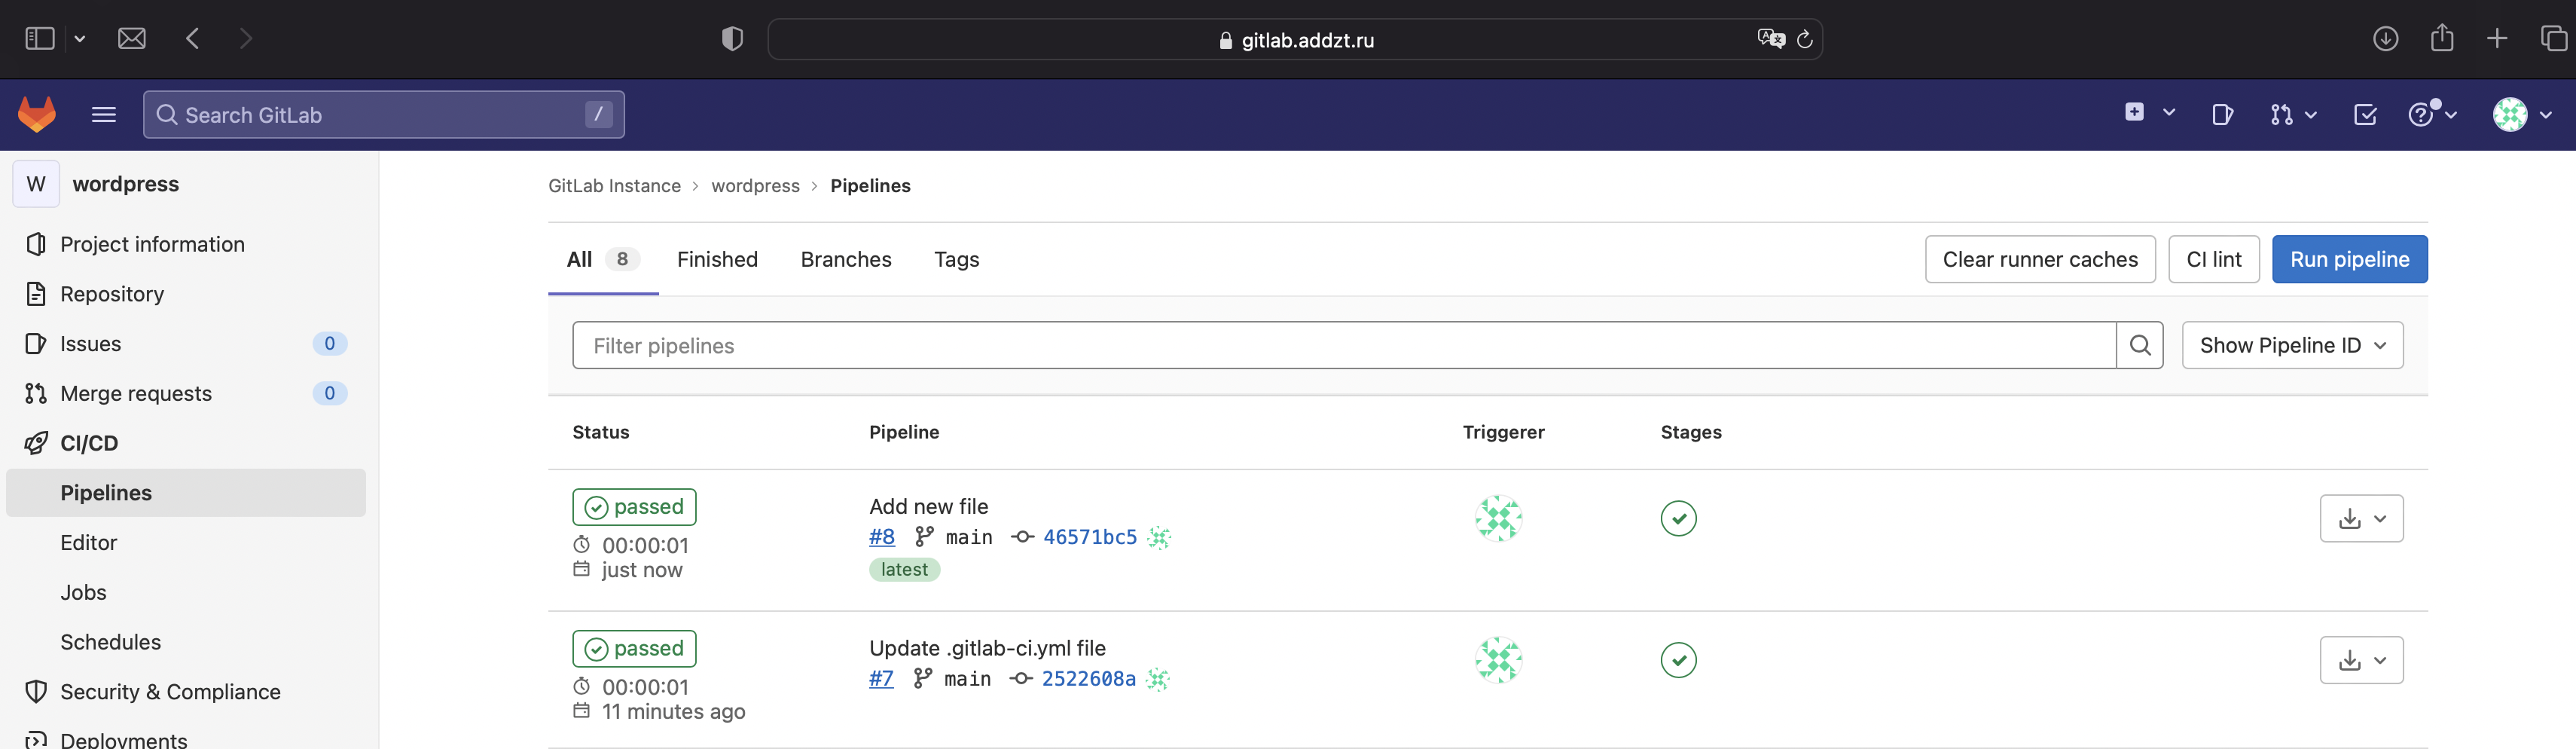 gitlab.addzt.ru
Search GitLab /
W wordpress
Project information
Repository
Issues 0
Merge requests 0
CI/CD
Pipelines
Editor
Jobs
Schedules
Security & Compliance
Deployments
GitLab Instance › wordpress › Pipelines
All 8 Finished Branches Tags Clear runner caches CI lint Run pipeline
Filter pipelines Show Pipeline ID
Status Pipeline Triggerer Stages
passed Add new file
00:00:01 #8 main 46571bc5
just now latest
passed Update .gitlab-ci.yml file
00:00:01 #7 main 2522608a
11 minutes ago